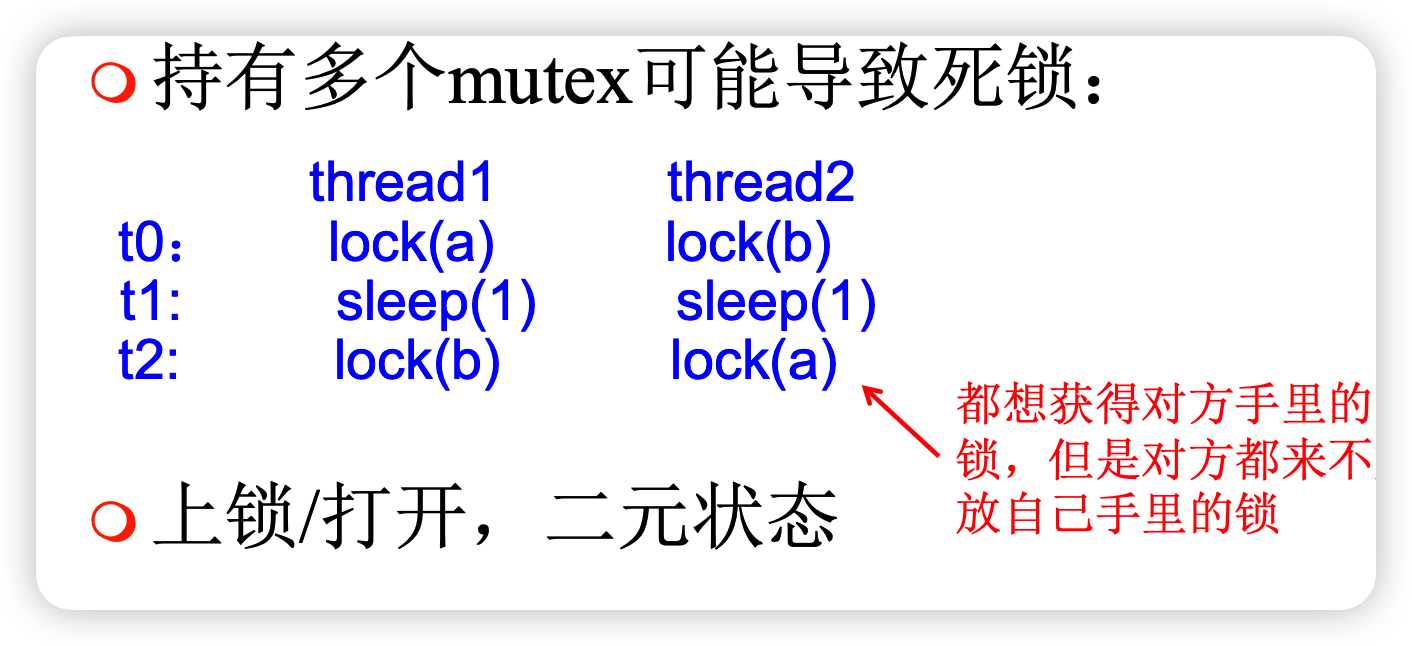 持有多个mutex可能导致死锁：
thread1 thread2
t0： lock(a) lock(b)
t1: sleep(1) sleep(1)
t2: lock(b) lock(a)
都想获得对方手里的
锁，但是对方都来不
放自己手里的锁
上锁/打开，二元状态